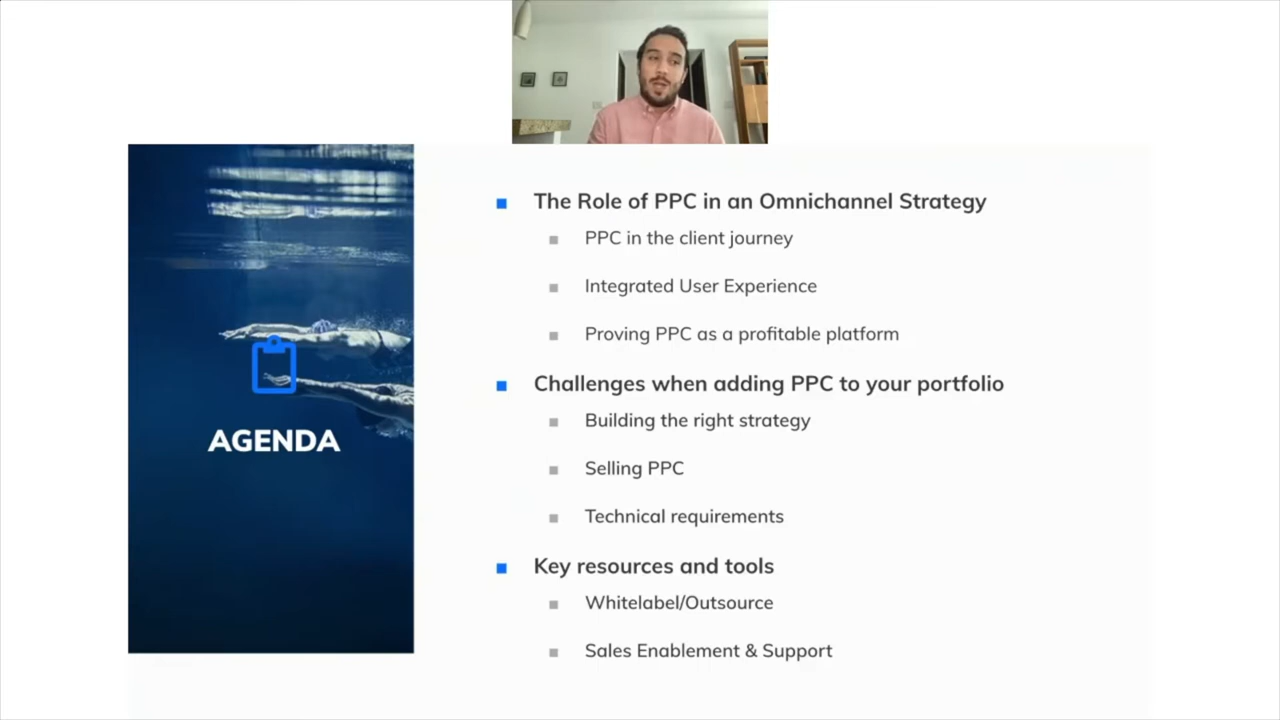 AGENDA
The Role of PPC in an Omnichannel Strategy
PPC in the client journey
Integrated User Experience
Proving PPC as a profitable platform
Challenges when adding PPC to your portfolio
Building the right strategy
Selling PPC
Technical requirements
Key resources and tools
Whitelabel/Outsource
Sales Enablement & Support